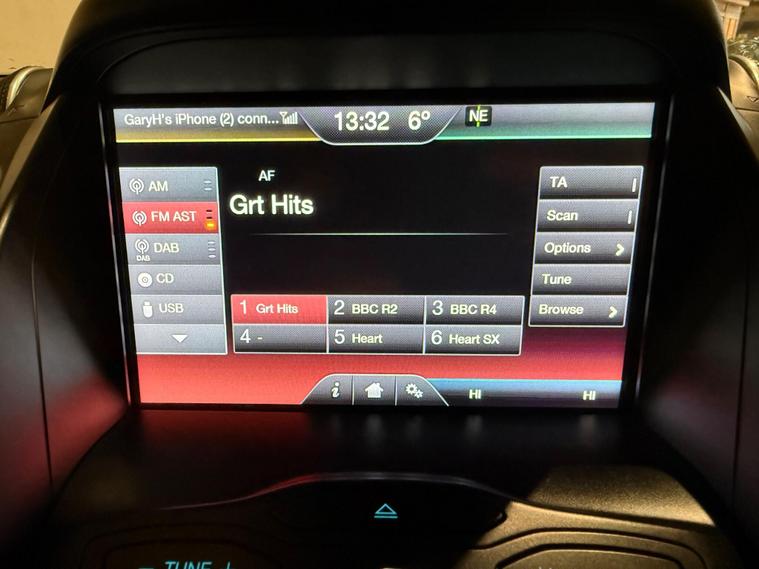 GaryH's iPhone (2) conn...
13:32 6°
NE
AM
FM AST
DAB
DAB
CD
USB
AF
Grt Hits
1 Grt Hits
2 BBC R2
3 BBC R4
4 -
5 Heart
6 Heart SX
TA
Scan
Options
Tune
Browse
i
HI
HI
TUNE